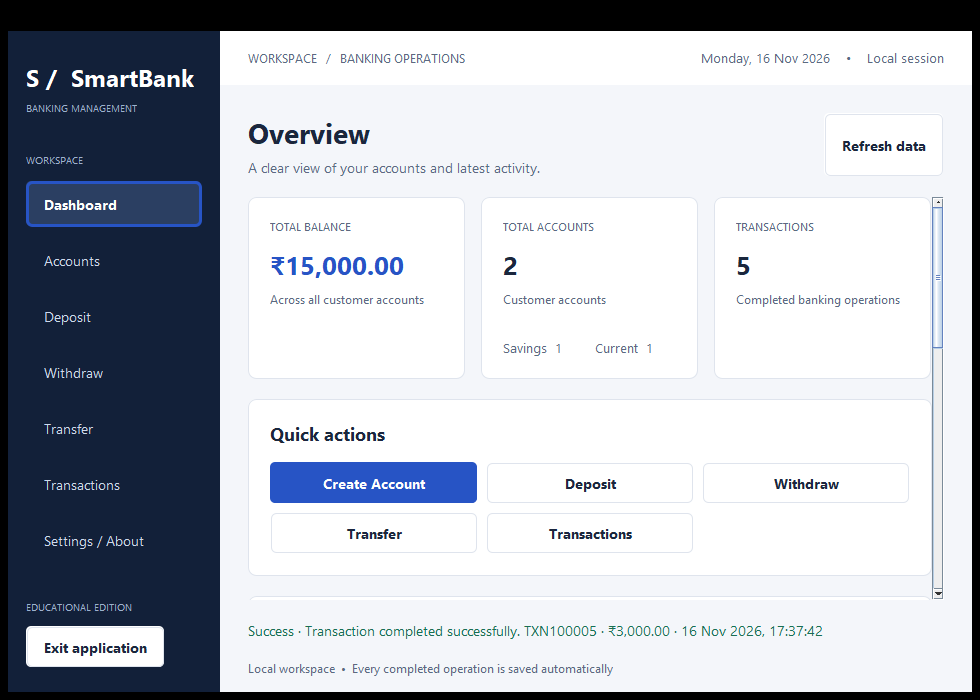 S / SmartBank
BANKING MANAGEMENT
WORKSPACE
Dashboard
Accounts
Deposit
Withdraw
Transfer
Transactions
Settings / About
EDUCATIONAL EDITION
Exit application
WORKSPACE / BANKING OPERATIONS
Monday, 16 Nov 2026 • Local session
Overview
A clear view of your accounts and latest activity.
Refresh data
TOTAL BALANCE
₹15,000.00
Across all customer accounts
TOTAL ACCOUNTS
2
Customer accounts
Savings 1 Current 1
TRANSACTIONS
5
Completed banking operations
Quick actions
Create Account
Deposit
Withdraw
Transfer
Transactions
Success · Transaction completed successfully. TXN100005 · ₹3,000.00 · 16 Nov 2026, 17:37:42
Local workspace • Every completed operation is saved automatically